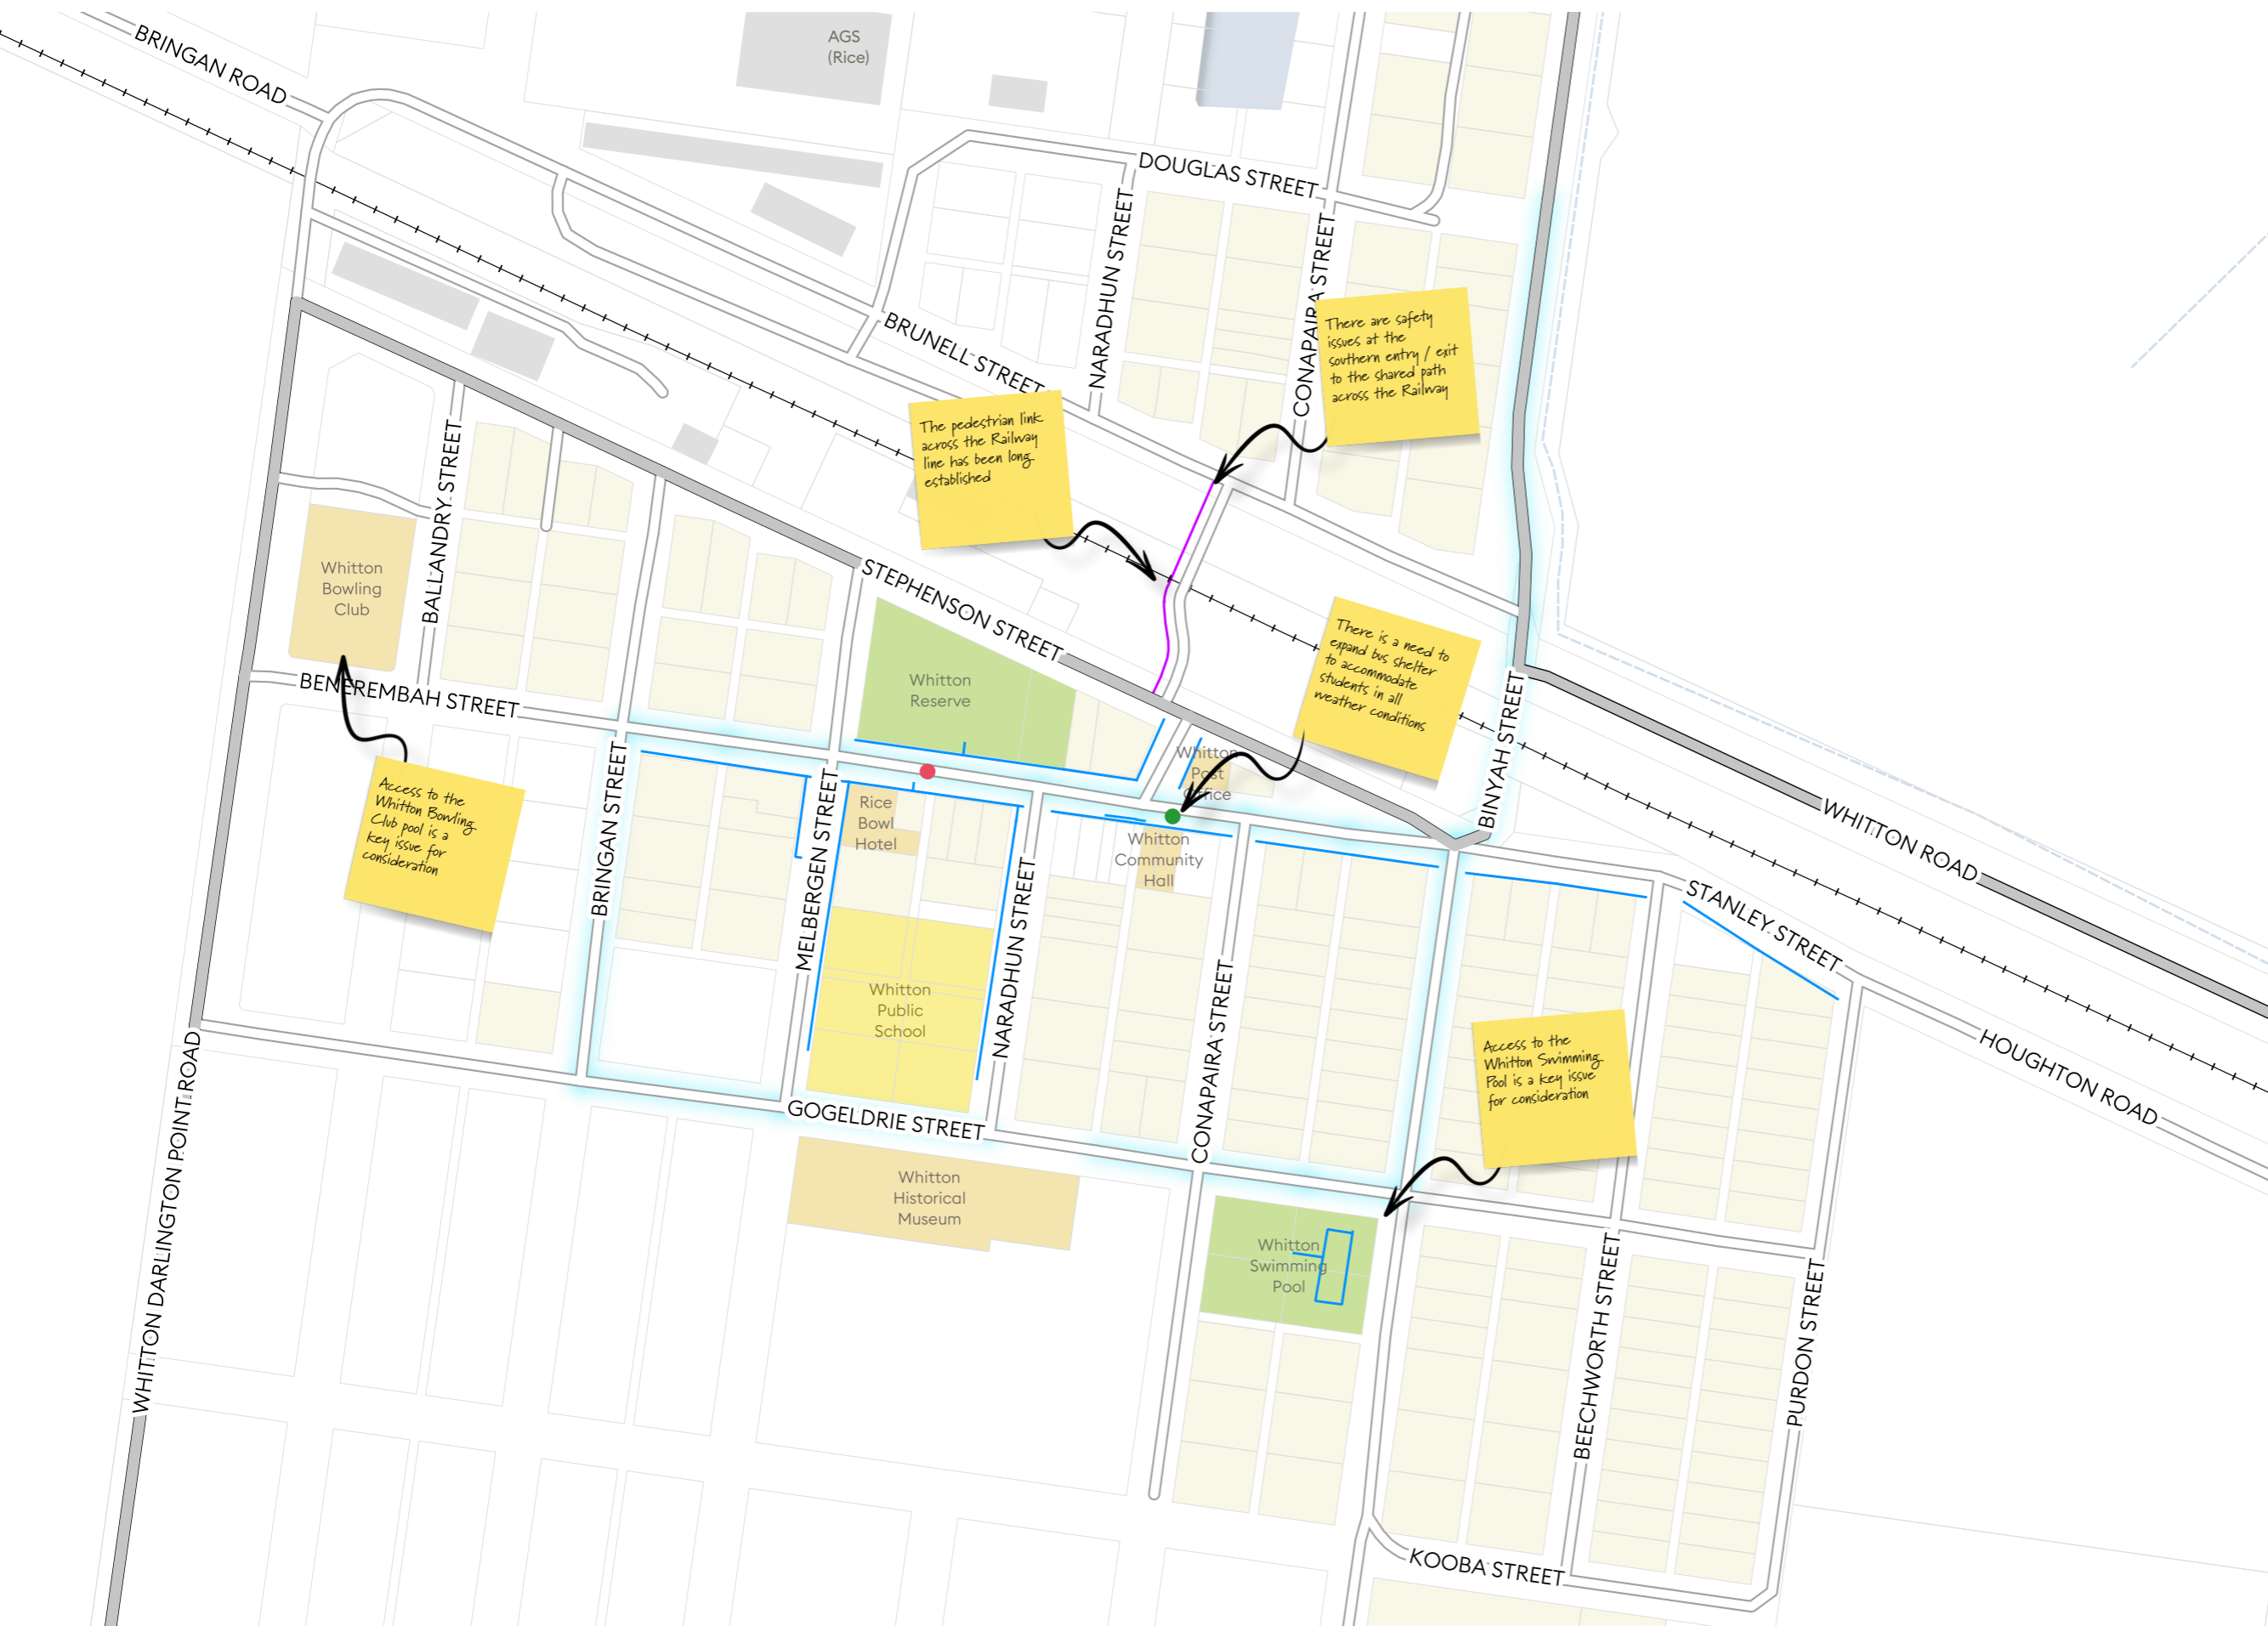 BRINGAN ROAD
AGS
(Rice)
DOUGLAS STREET
NARADHUN STREET
CONAPAIRA STREET
BRUNELL STREET
There are safety
issues at the
southern entry / exit
to the shared path
across the Railway
The pedestrian link
across the Railway
line has been long
established
BALLANDRY STREET
STEPHENSON STREET
Whitton
Bowling
Club
There is a need to
expand bus shelter
to accommodate
students in all
weather conditions
Whitton
Reserve
BENEREMBAH STREET
BINYAH STREET
WHITTON ROAD
Whitton
Post
Office
BRINGAN STREET
MELBERGEN STREET
Rice
Bowl
Hotel
Access to the
Whitton Bowling
Club pool is a
key issue for
consideration
Whitton
Community
Hall
NARADHUN STREET
STANLEY STREET
CONAPAIRA STREET
Whitton
Public
School
HOUGHTON ROAD
Access to the
Whitton Swimming
Pool is a key issue
for consideration
WHITTON DARLINGTON POINT ROAD
GOGELDRIE STREET
Whitton
Historical
Museum
Whitton
Swimming
Pool
BEECHWORTH STREET
PURDON STREET
KOOBA STREET